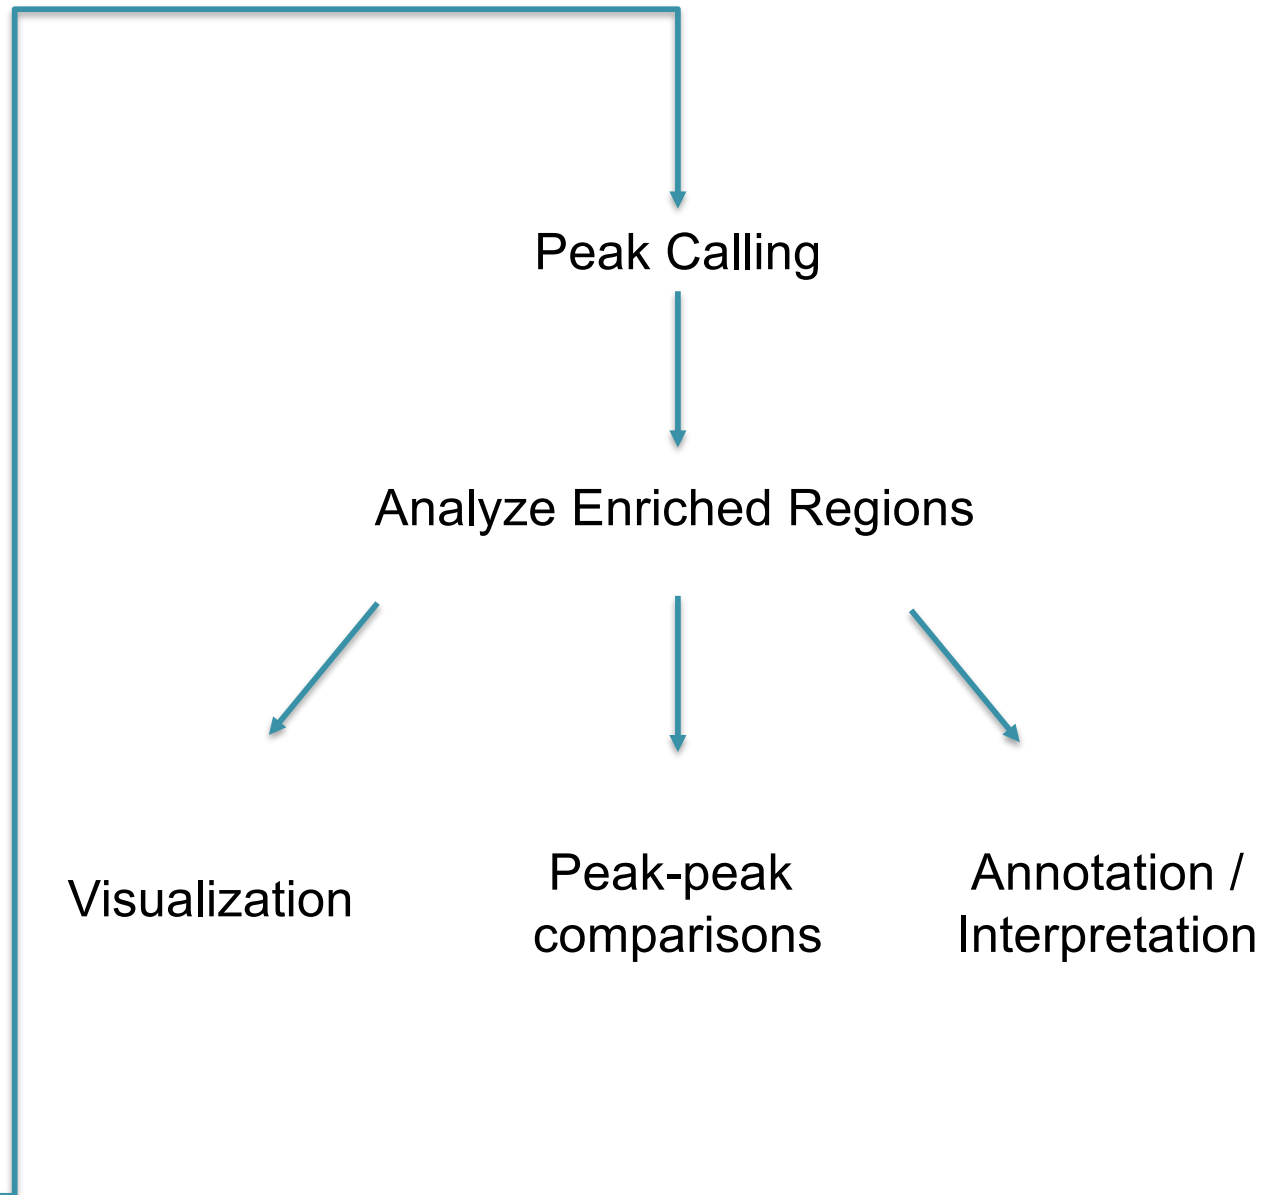 Peak Calling
Analyze Enriched Regions
Visualization
Peak-peak
comparisons
Annotation /
Interpretation